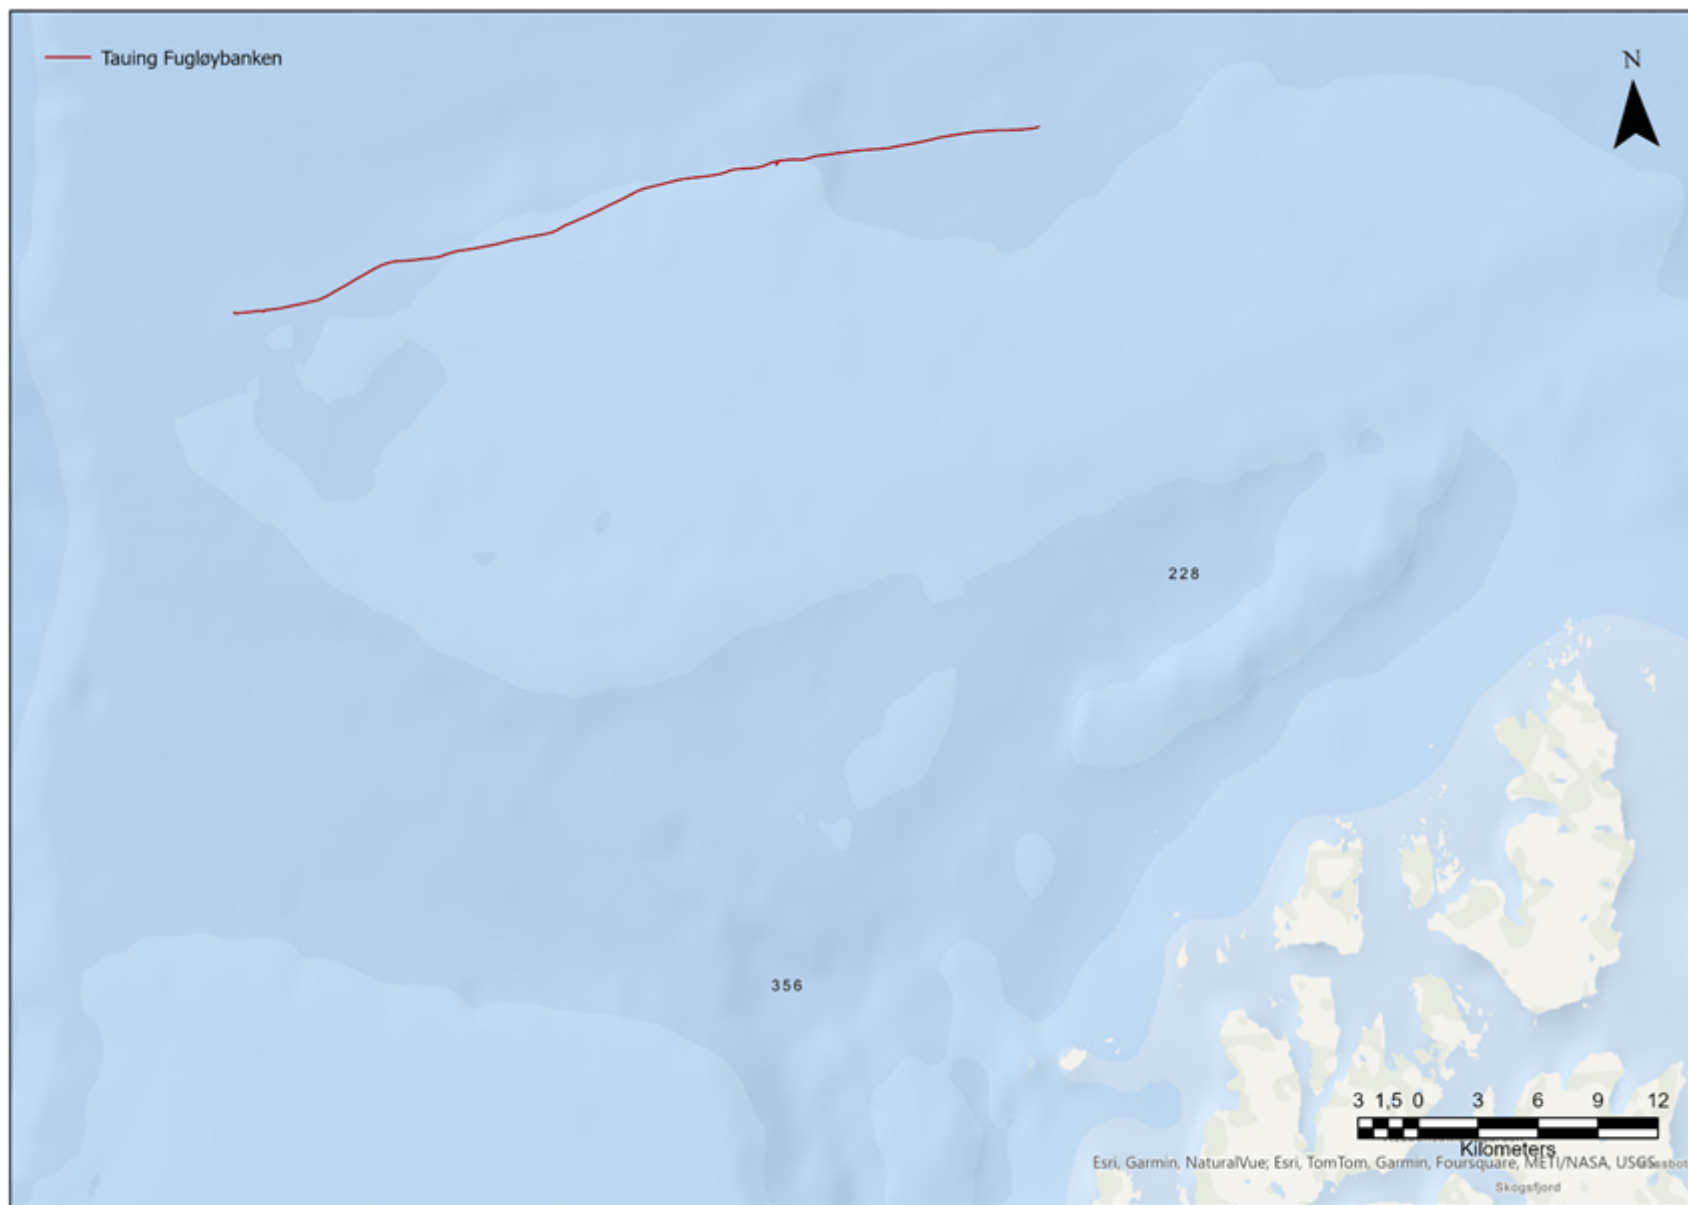 Tauing Fugløybanken
N
228
356
3 1,5 0 3 6 9 12
Kilometers
Esri, Garmin, NaturalVue; Esri, TomTom, Garmin, Foursquare, METI/NASA, USGS
Skogsfjord